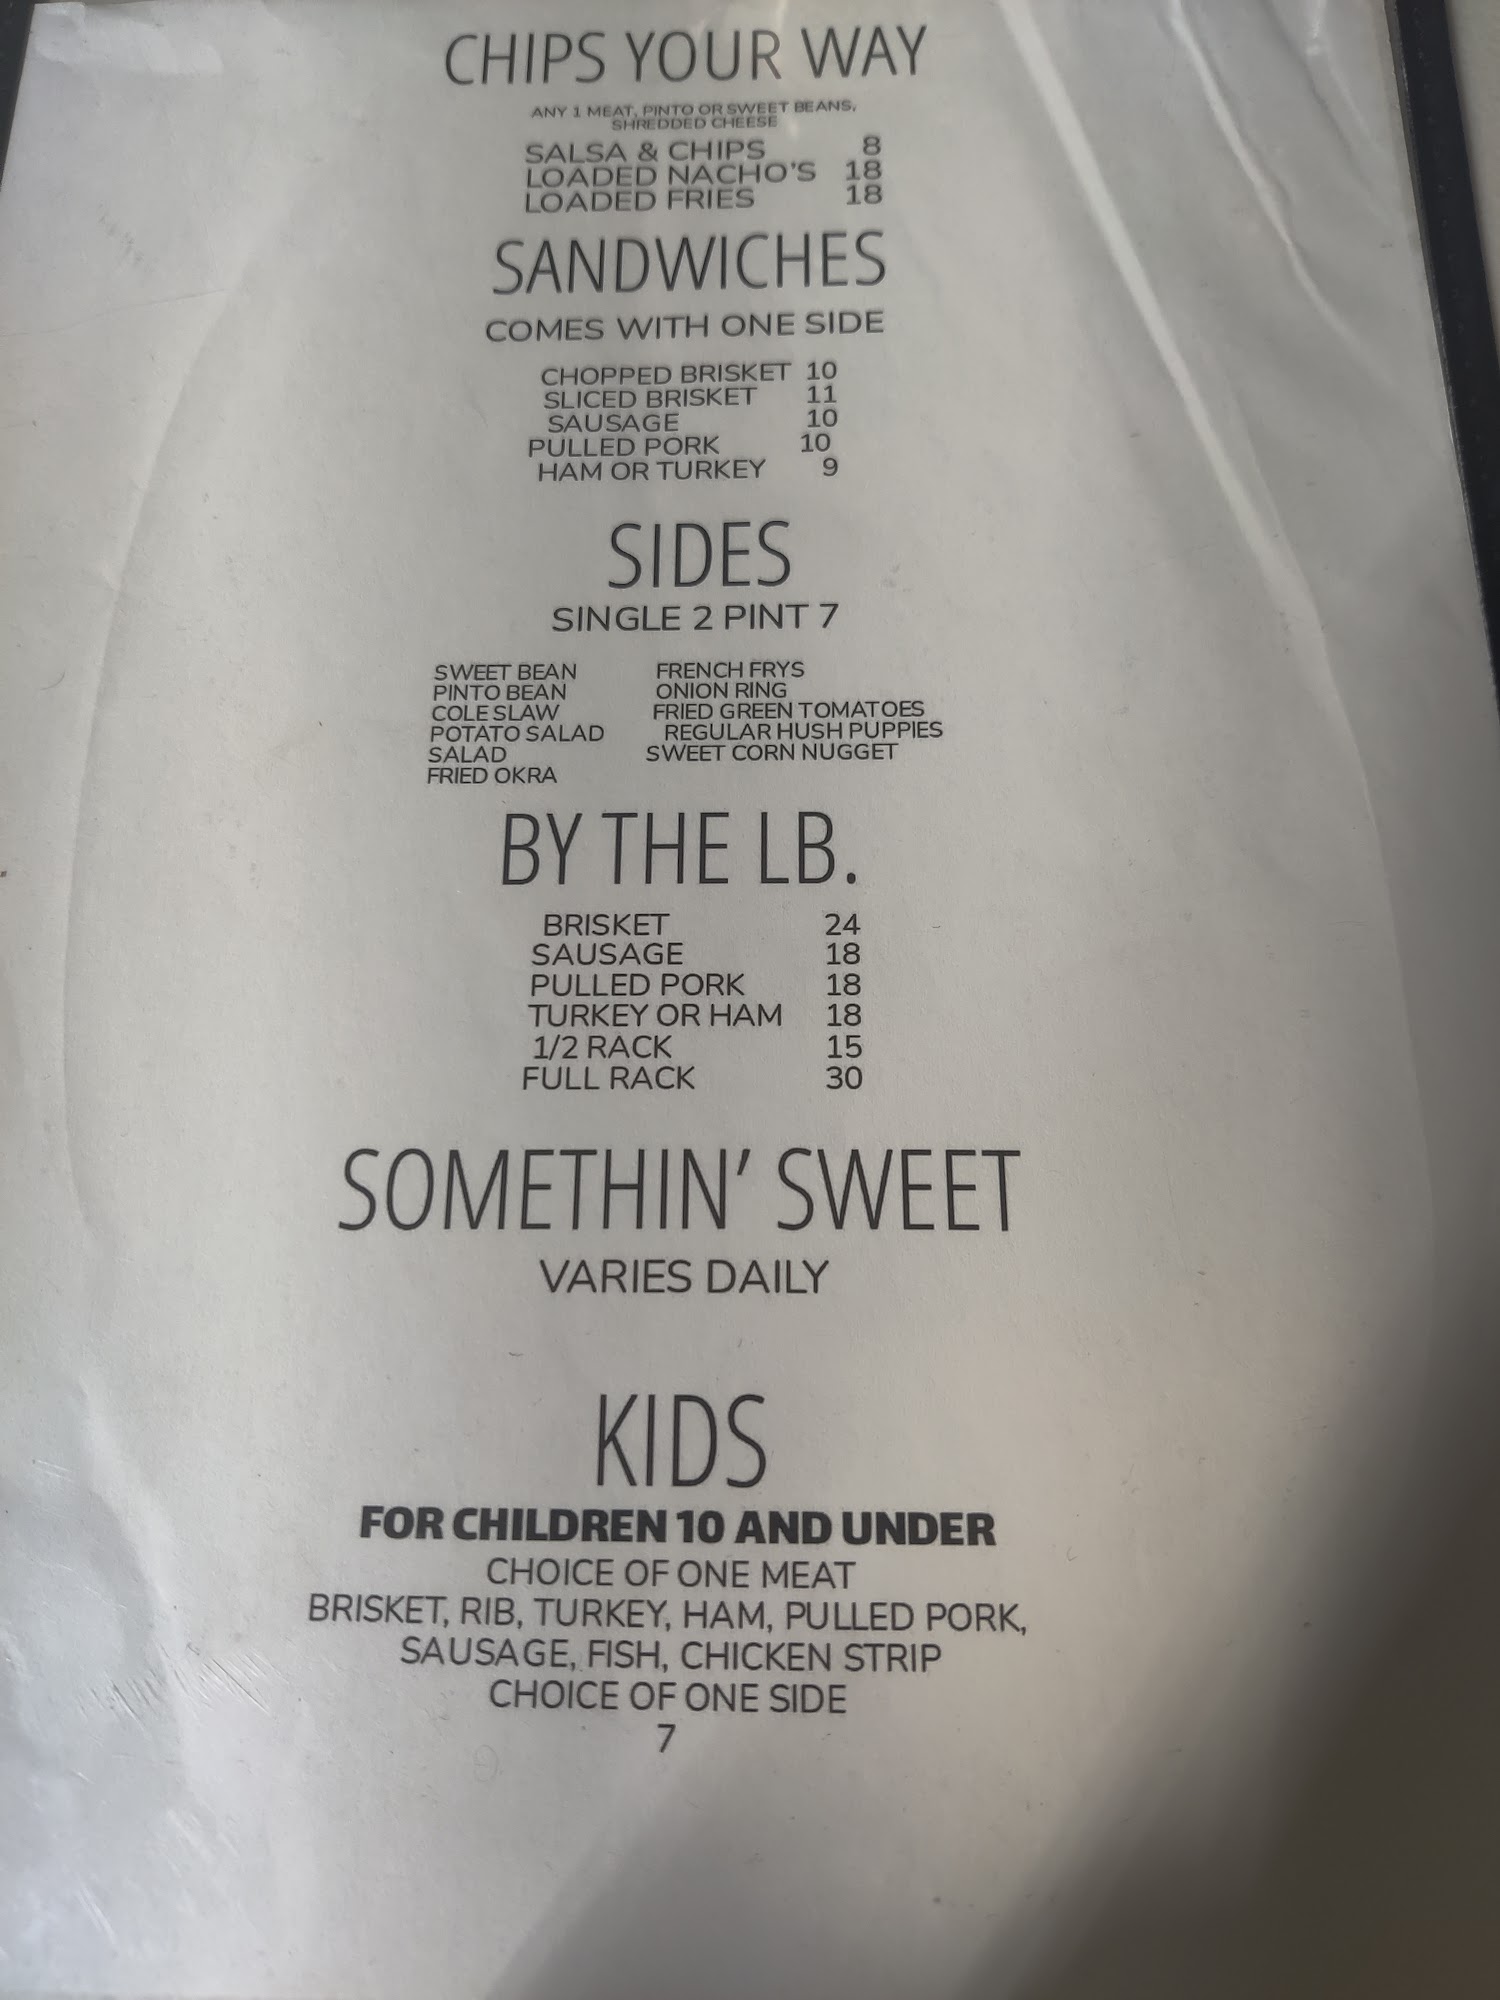 CHIPS YOUR WAY
ANY 1 MEAT, PINTO OR SWEET BEANS,
SHREDDED CHEESE
SALSA & CHIPS 8
LOADED NACHO'S 18
LOADED FRIES 18
SANDWICHES
COMES WITH ONE SIDE
CHOPPED BRISKET 10
SLICED BRISKET 11
SAUSAGE 10
PULLED PORK 10
HAM OR TURKEY 9
SIDES
SINGLE 2 PINT 7
SWEET BEAN FRENCH FRYS
PINTO BEAN ONION RING
COLE SLAW FRIED GREEN TOMATOES
POTATO SALAD REGULAR HUSH PUPPIES
SALAD SWEET CORN NUGGET
FRIED OKRA
BY THE LB.
BRISKET 24
SAUSAGE 18
PULLED PORK 18
TURKEY OR HAM 18
1/2 RACK 15
FULL RACK 30
SOMETHIN' SWEET
VARIES DAILY
KIDS
FOR CHILDREN 10 AND UNDER
CHOICE OF ONE MEAT
BRISKET, RIB, TURKEY, HAM, PULLED PORK,
SAUSAGE, FISH, CHICKEN STRIP
CHOICE OF ONE SIDE
7